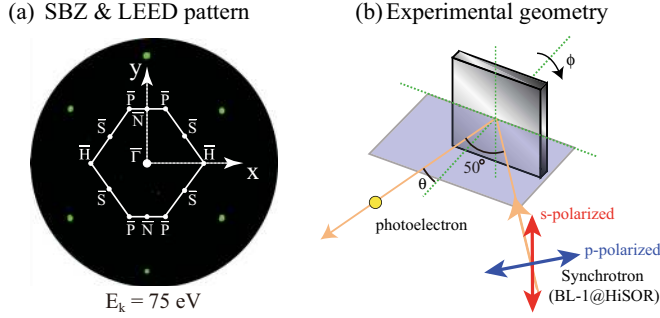 (a) SBZ & LEED pattern
y
P̅ P̅
N̅
S̅ S̅
H̅ Γ̅ H̅ x
S̅ S̅
P̅ N̅ P̅
E_k = 75 eV
(b) Experimental geometry
ϕ
50°
θ
photoelectron
s-polarized
p-polarized
Synchrotron
(BL-1@HiSOR)